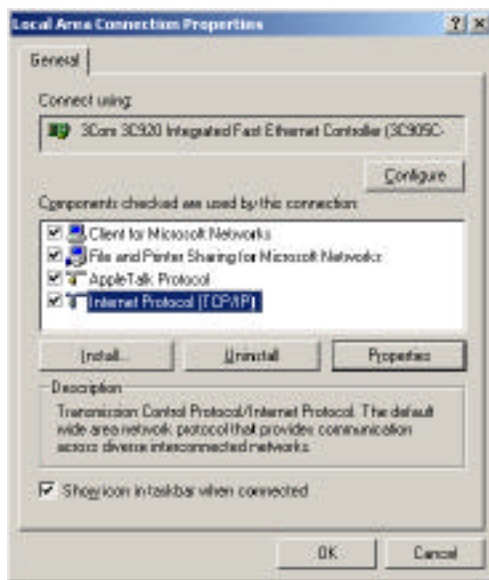 Local Area Connection Properties
General
Connect using:
3Com 3C920 Integrated Fast Ethernet Controller (3C905C-
Configure
Components checked are used by this connection:
Client for Microsoft Networks
File and Printer Sharing for Microsoft Networks
AppleTalk Protocol
Internet Protocol (TCP/IP)
Install...
Uninstall
Properties
Description
Transmission Control Protocol/Internet Protocol. The default
wide area network protocol that provides communication
across diverse interconnected networks.
Show icon in taskbar when connected
OK
Cancel